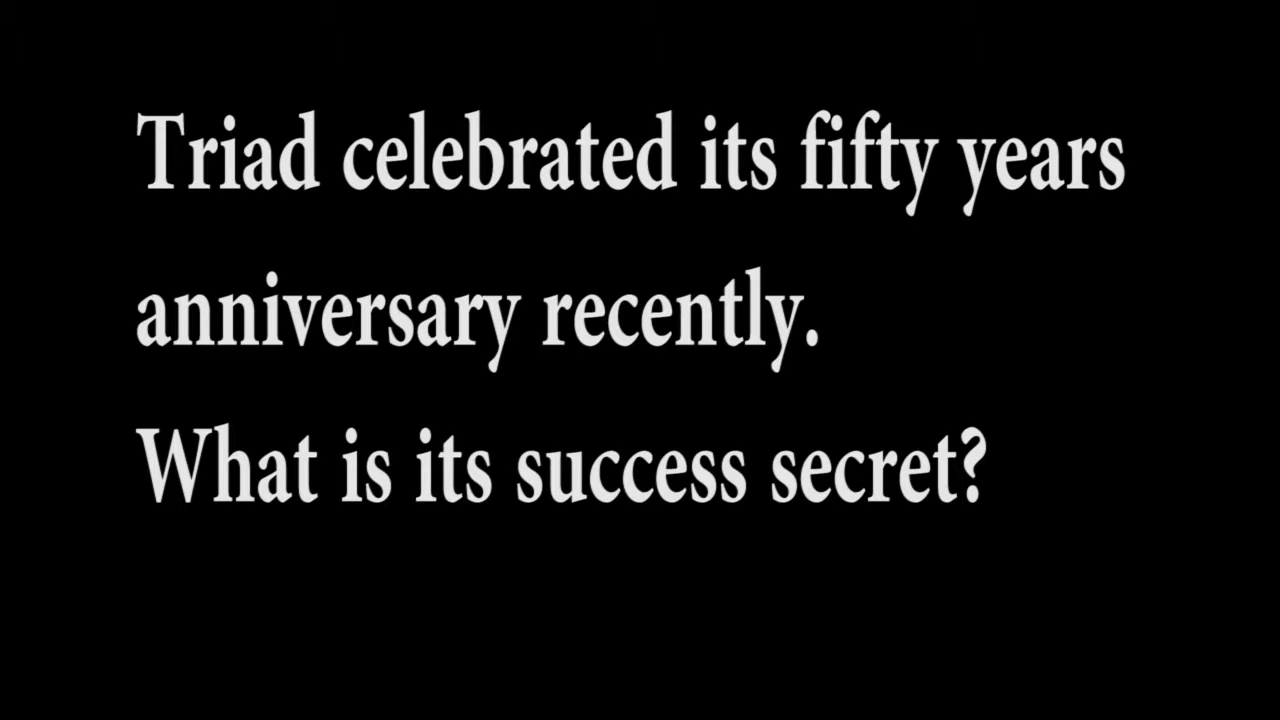 Triad celebrated its fifty years
anniversary recently.
What is its success secret?